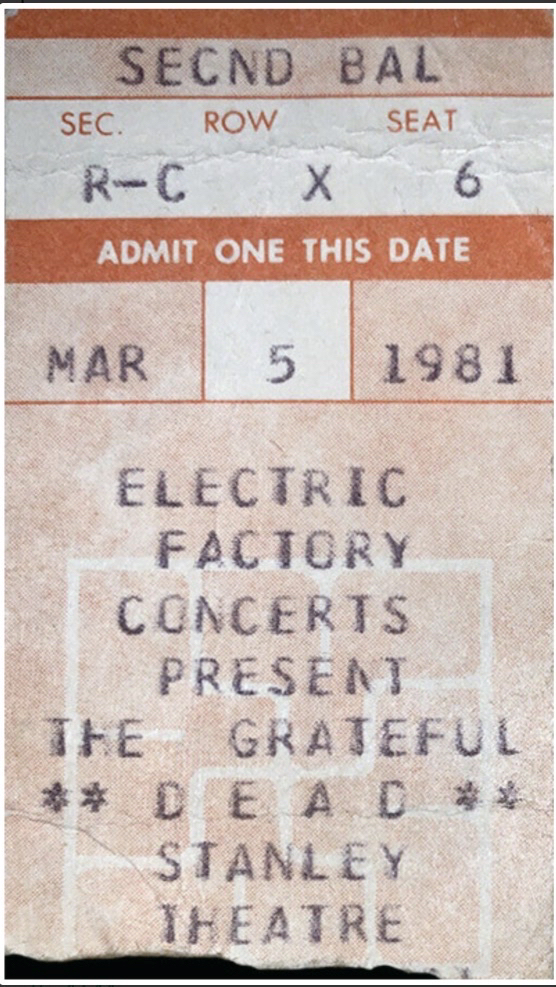 SECND BAL
SEC. ROW SEAT
R-C X 6
ADMIT ONE THIS DATE
MAR 5 1981
ELECTRIC
FACTORY
CONCERTS
PRESENT
THE GRATEFUL
** D E A D **
STANLEY
THEATRE